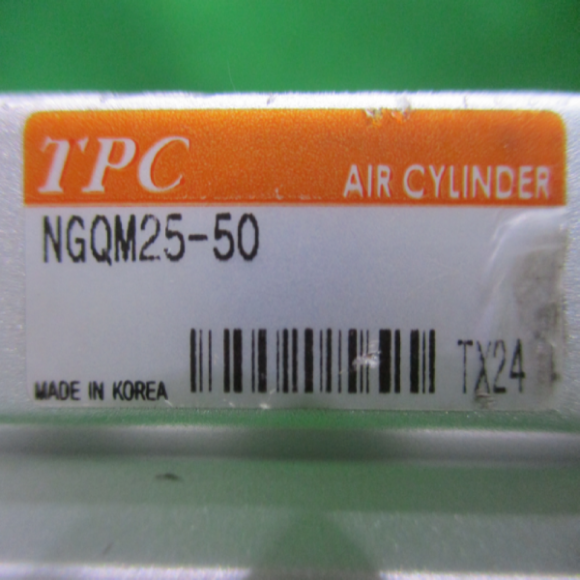 TPC
AIR CYLINDER
NGQM25-50
TX24
MADE IN KOREA